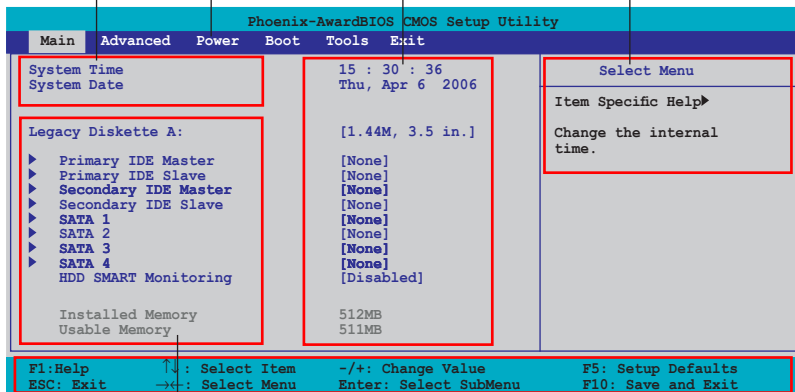 Phoenix-AwardBIOS CMOS Setup Utility
Main Advanced Power Boot Tools Exit
System Time 15 : 30 : 36
System Date Thu, Apr 6 2006
Legacy Diskette A: [1.44M, 3.5 in.]
Primary IDE Master [None]
Primary IDE Slave [None]
Secondary IDE Master [None]
Secondary IDE Slave [None]
SATA 1 [None]
SATA 2 [None]
SATA 3 [None]
SATA 4 [None]
HDD SMART Monitoring [Disabled]
Installed Memory 512MB
Usable Memory 511MB
Select Menu
Item Specific Help
Change the internal
time.
F1:Help ↑↓ : Select Item -/+: Change Value F5: Setup Defaults
ESC: Exit →← : Select Menu Enter: Select SubMenu F10: Save and Exit